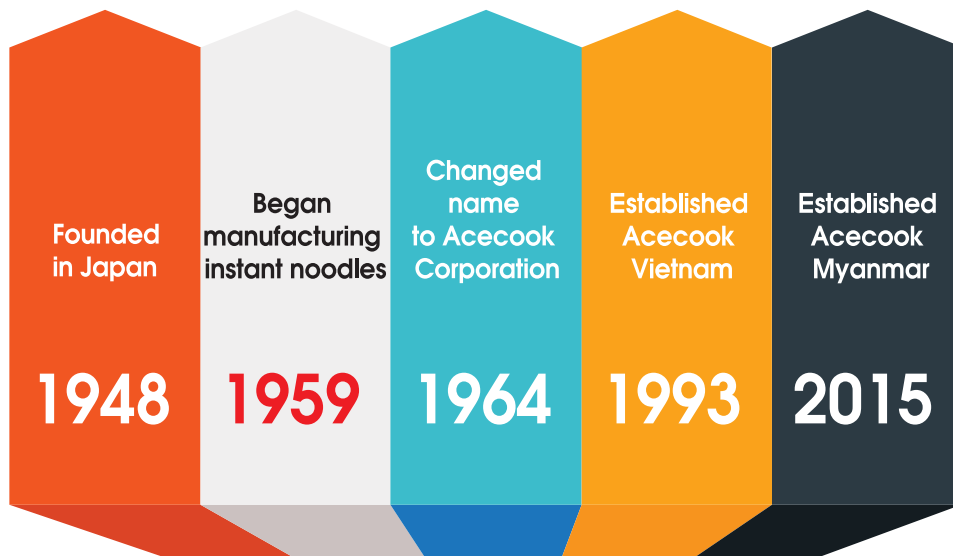 Founded
in Japan
1948
Began
manufacturing
instant noodles
1959
Changed
name
to Acecook
Corporation
1964
Established
Acecook
Vietnam
1993
Established
Acecook
Myanmar
2015